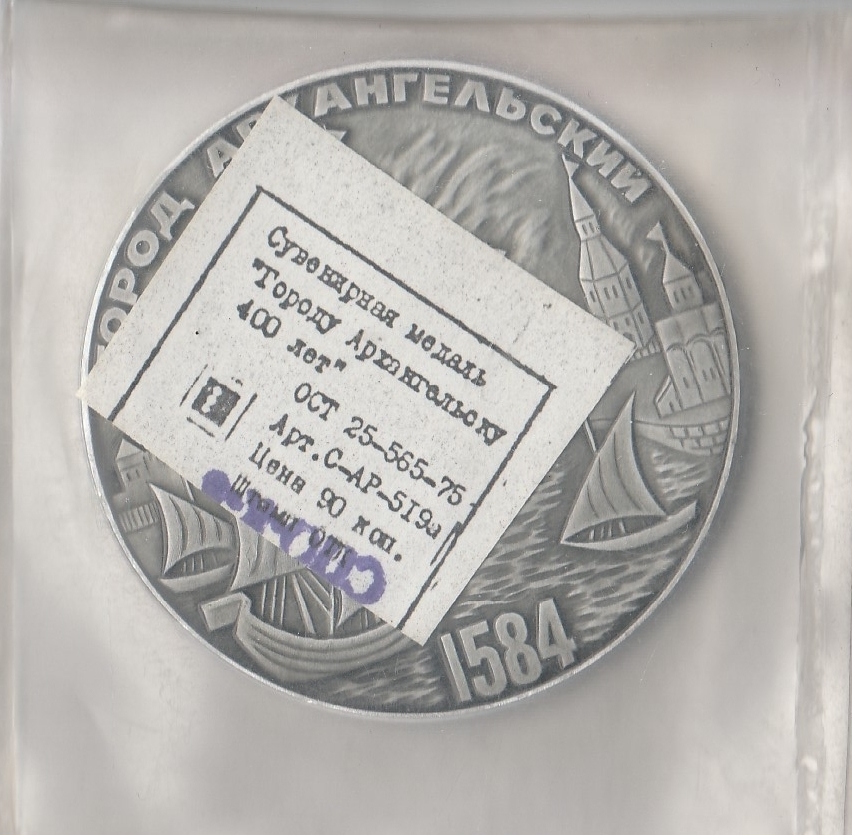 ГОРОД АРХАНГЕЛЬСКИЙ
Сувенирная медаль
"Городу Архангельску
400 лет"
ОСТ 25-565-75
Арт.С-АР-519а
Цена 90 коп.
Штамп ОТК
1584